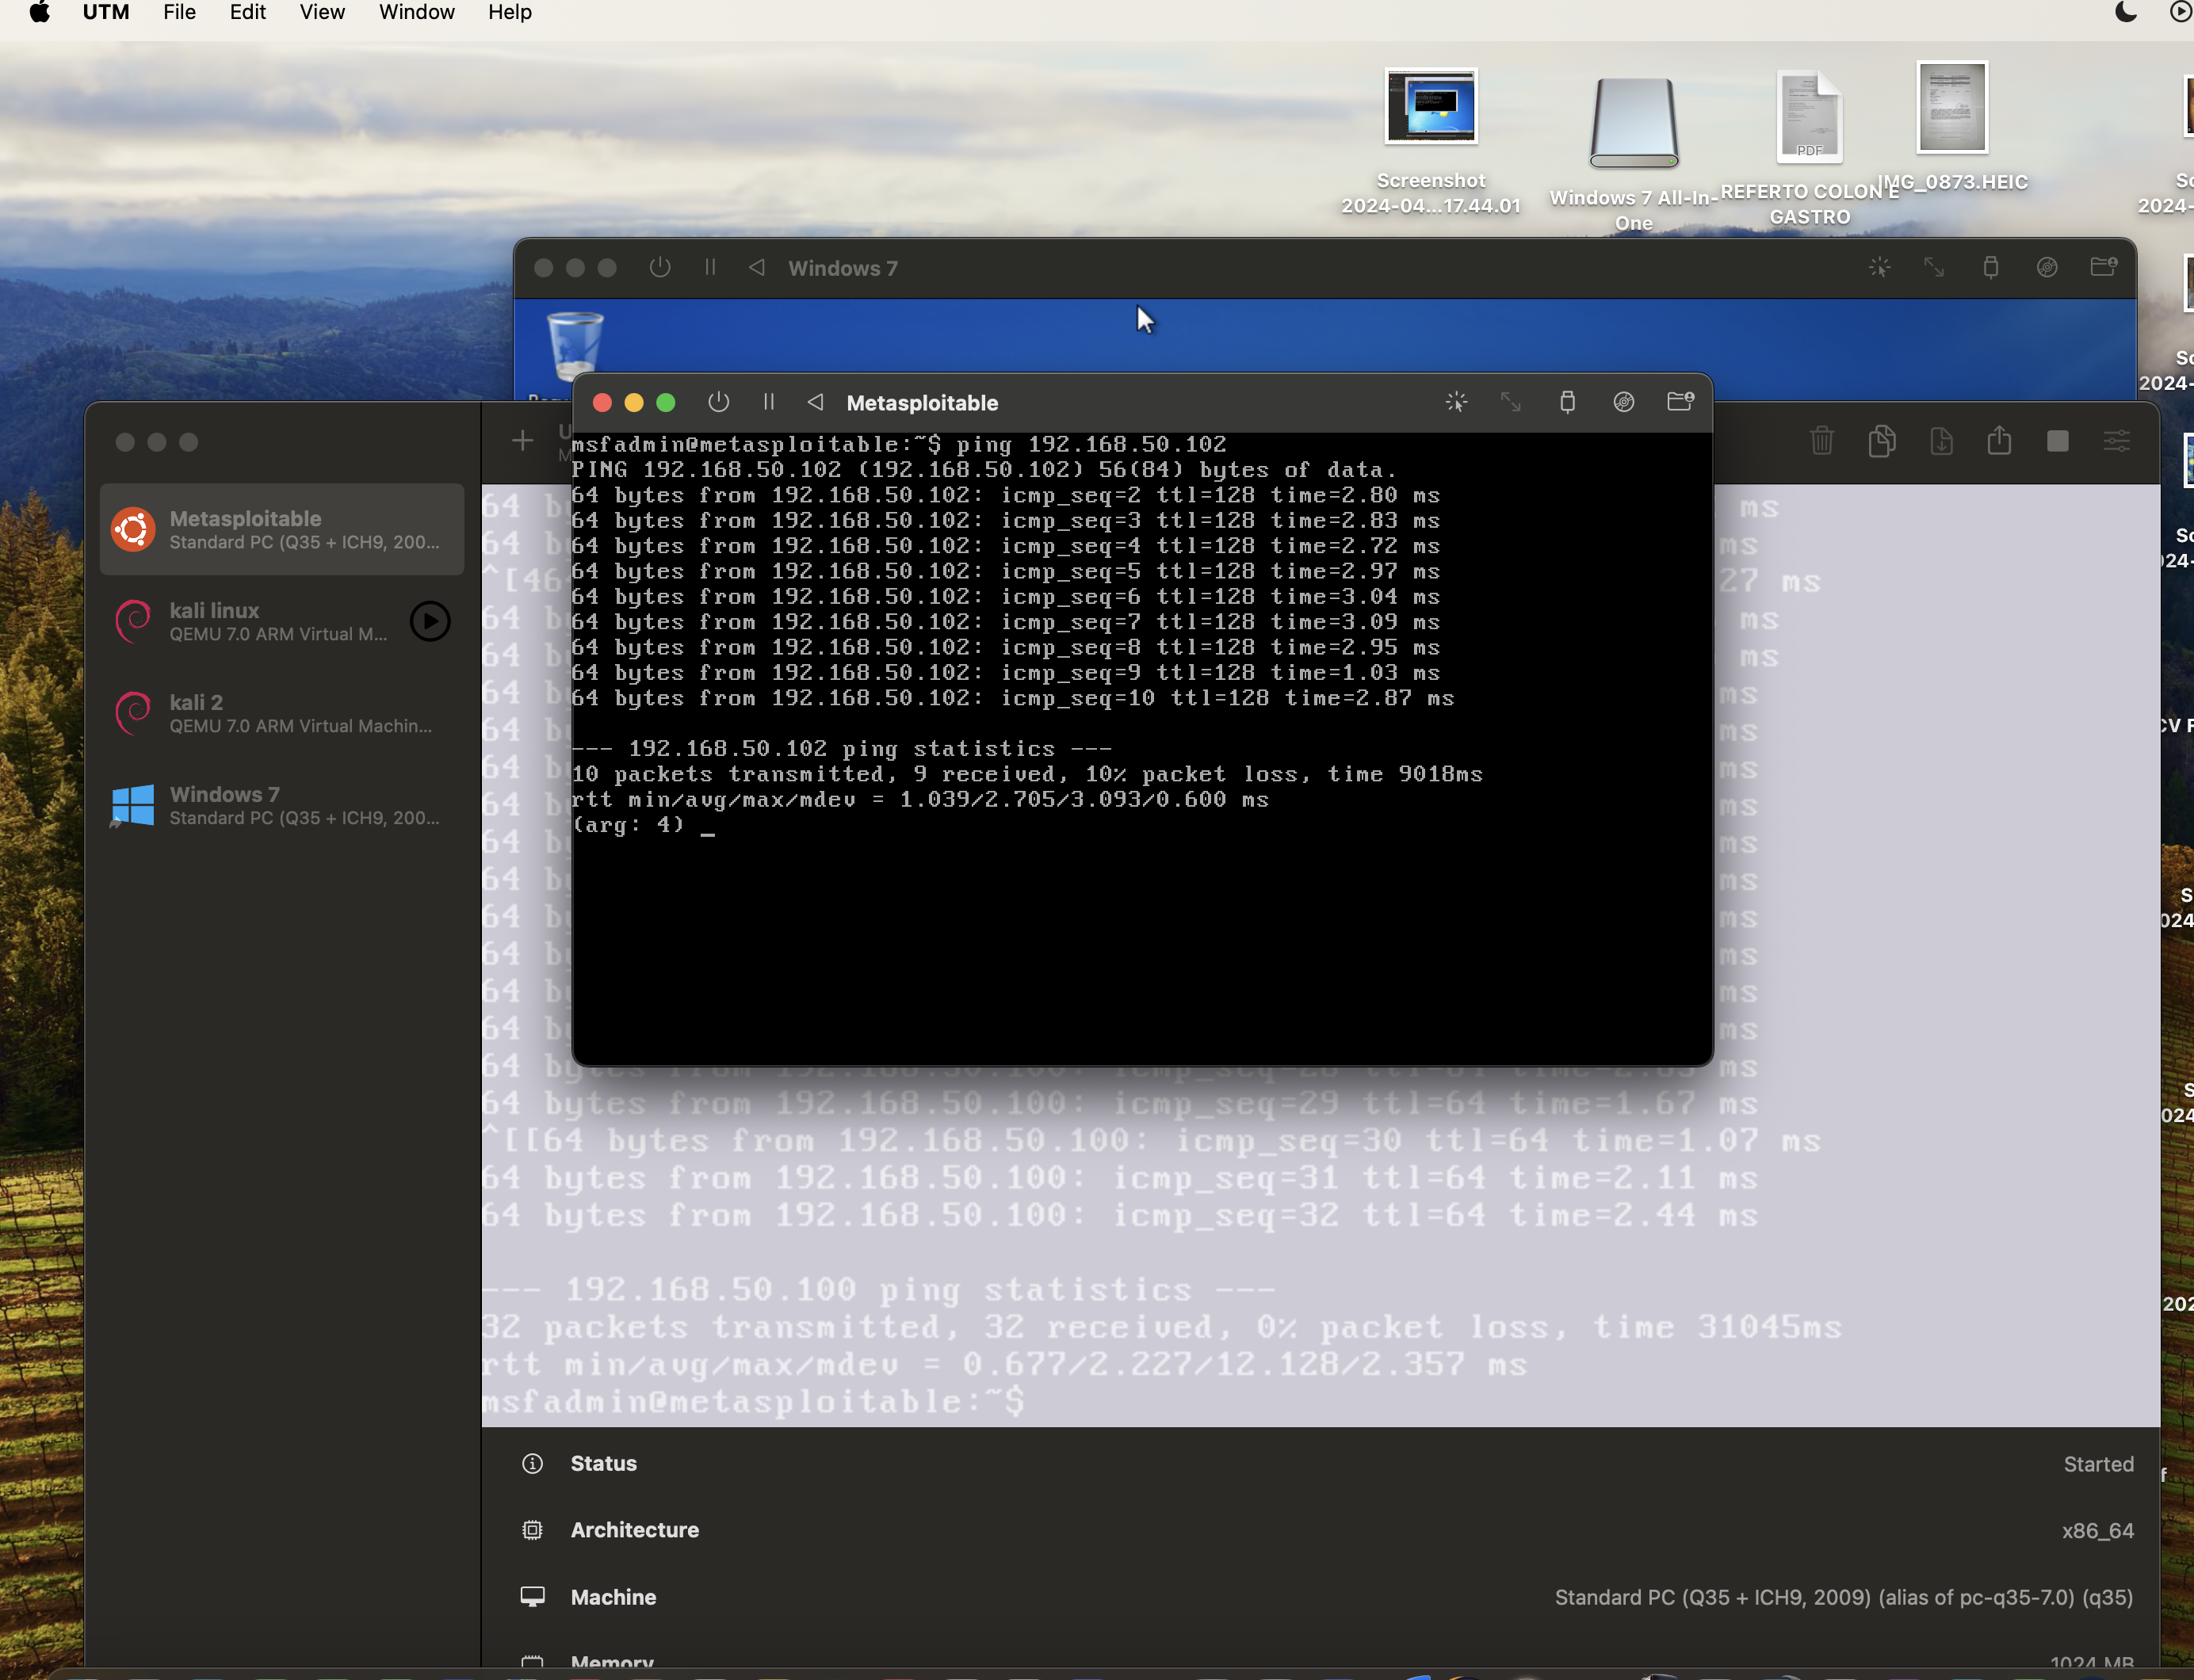 UTM File Edit View Window Help
Screenshot
2024-04...17.44.01
Windows 7 All-In-
One
REFERTO COLON E
GASTRO
PDF
IMG_0873.HEIC
Windows 7
Metasploitable
msfadmin@metasploitable:~$ ping 192.168.50.102
PING 192.168.50.102 (192.168.50.102) 56(84) bytes of data.
64 bytes from 192.168.50.102: icmp_seq=2 ttl=128 time=2.80 ms
64 bytes from 192.168.50.102: icmp_seq=3 ttl=128 time=2.83 ms
64 bytes from 192.168.50.102: icmp_seq=4 ttl=128 time=2.72 ms
64 bytes from 192.168.50.102: icmp_seq=5 ttl=128 time=2.97 ms
64 bytes from 192.168.50.102: icmp_seq=6 ttl=128 time=3.04 ms
64 bytes from 192.168.50.102: icmp_seq=7 ttl=128 time=3.09 ms
64 bytes from 192.168.50.102: icmp_seq=8 ttl=128 time=2.95 ms
64 bytes from 192.168.50.102: icmp_seq=9 ttl=128 time=1.03 ms
64 bytes from 192.168.50.102: icmp_seq=10 ttl=128 time=2.87 ms
--- 192.168.50.102 ping statistics ---
10 packets transmitted, 9 received, 10% packet loss, time 9018ms
rtt min/avg/max/mdev = 1.039/2.705/3.093/0.600 ms
(arg: 4) _
Metasploitable
Standard PC (Q35 + ICH9, 200...
kali linux
QEMU 7.0 ARM Virtual M...
kali 2
QEMU 7.0 ARM Virtual Machin...
Windows 7
Standard PC (Q35 + ICH9, 200...
64 bytes from 192.168.50.100: icmp_seq=29 ttl=64 time=1.67 ms
^[[64 bytes from 192.168.50.100: icmp_seq=30 ttl=64 time=1.07 ms
64 bytes from 192.168.50.100: icmp_seq=31 ttl=64 time=2.11 ms
64 bytes from 192.168.50.100: icmp_seq=32 ttl=64 time=2.44 ms
--- 192.168.50.100 ping statistics ---
32 packets transmitted, 32 received, 0% packet loss, time 31045ms
rtt min/avg/max/mdev = 0.677/2.227/12.128/2.357 ms
msfadmin@metasploitable:~$
Status Started
Architecture x86_64
Machine Standard PC (Q35 + ICH9, 2009) (alias of pc-q35-7.0) (q35)
Memory 1024 MB